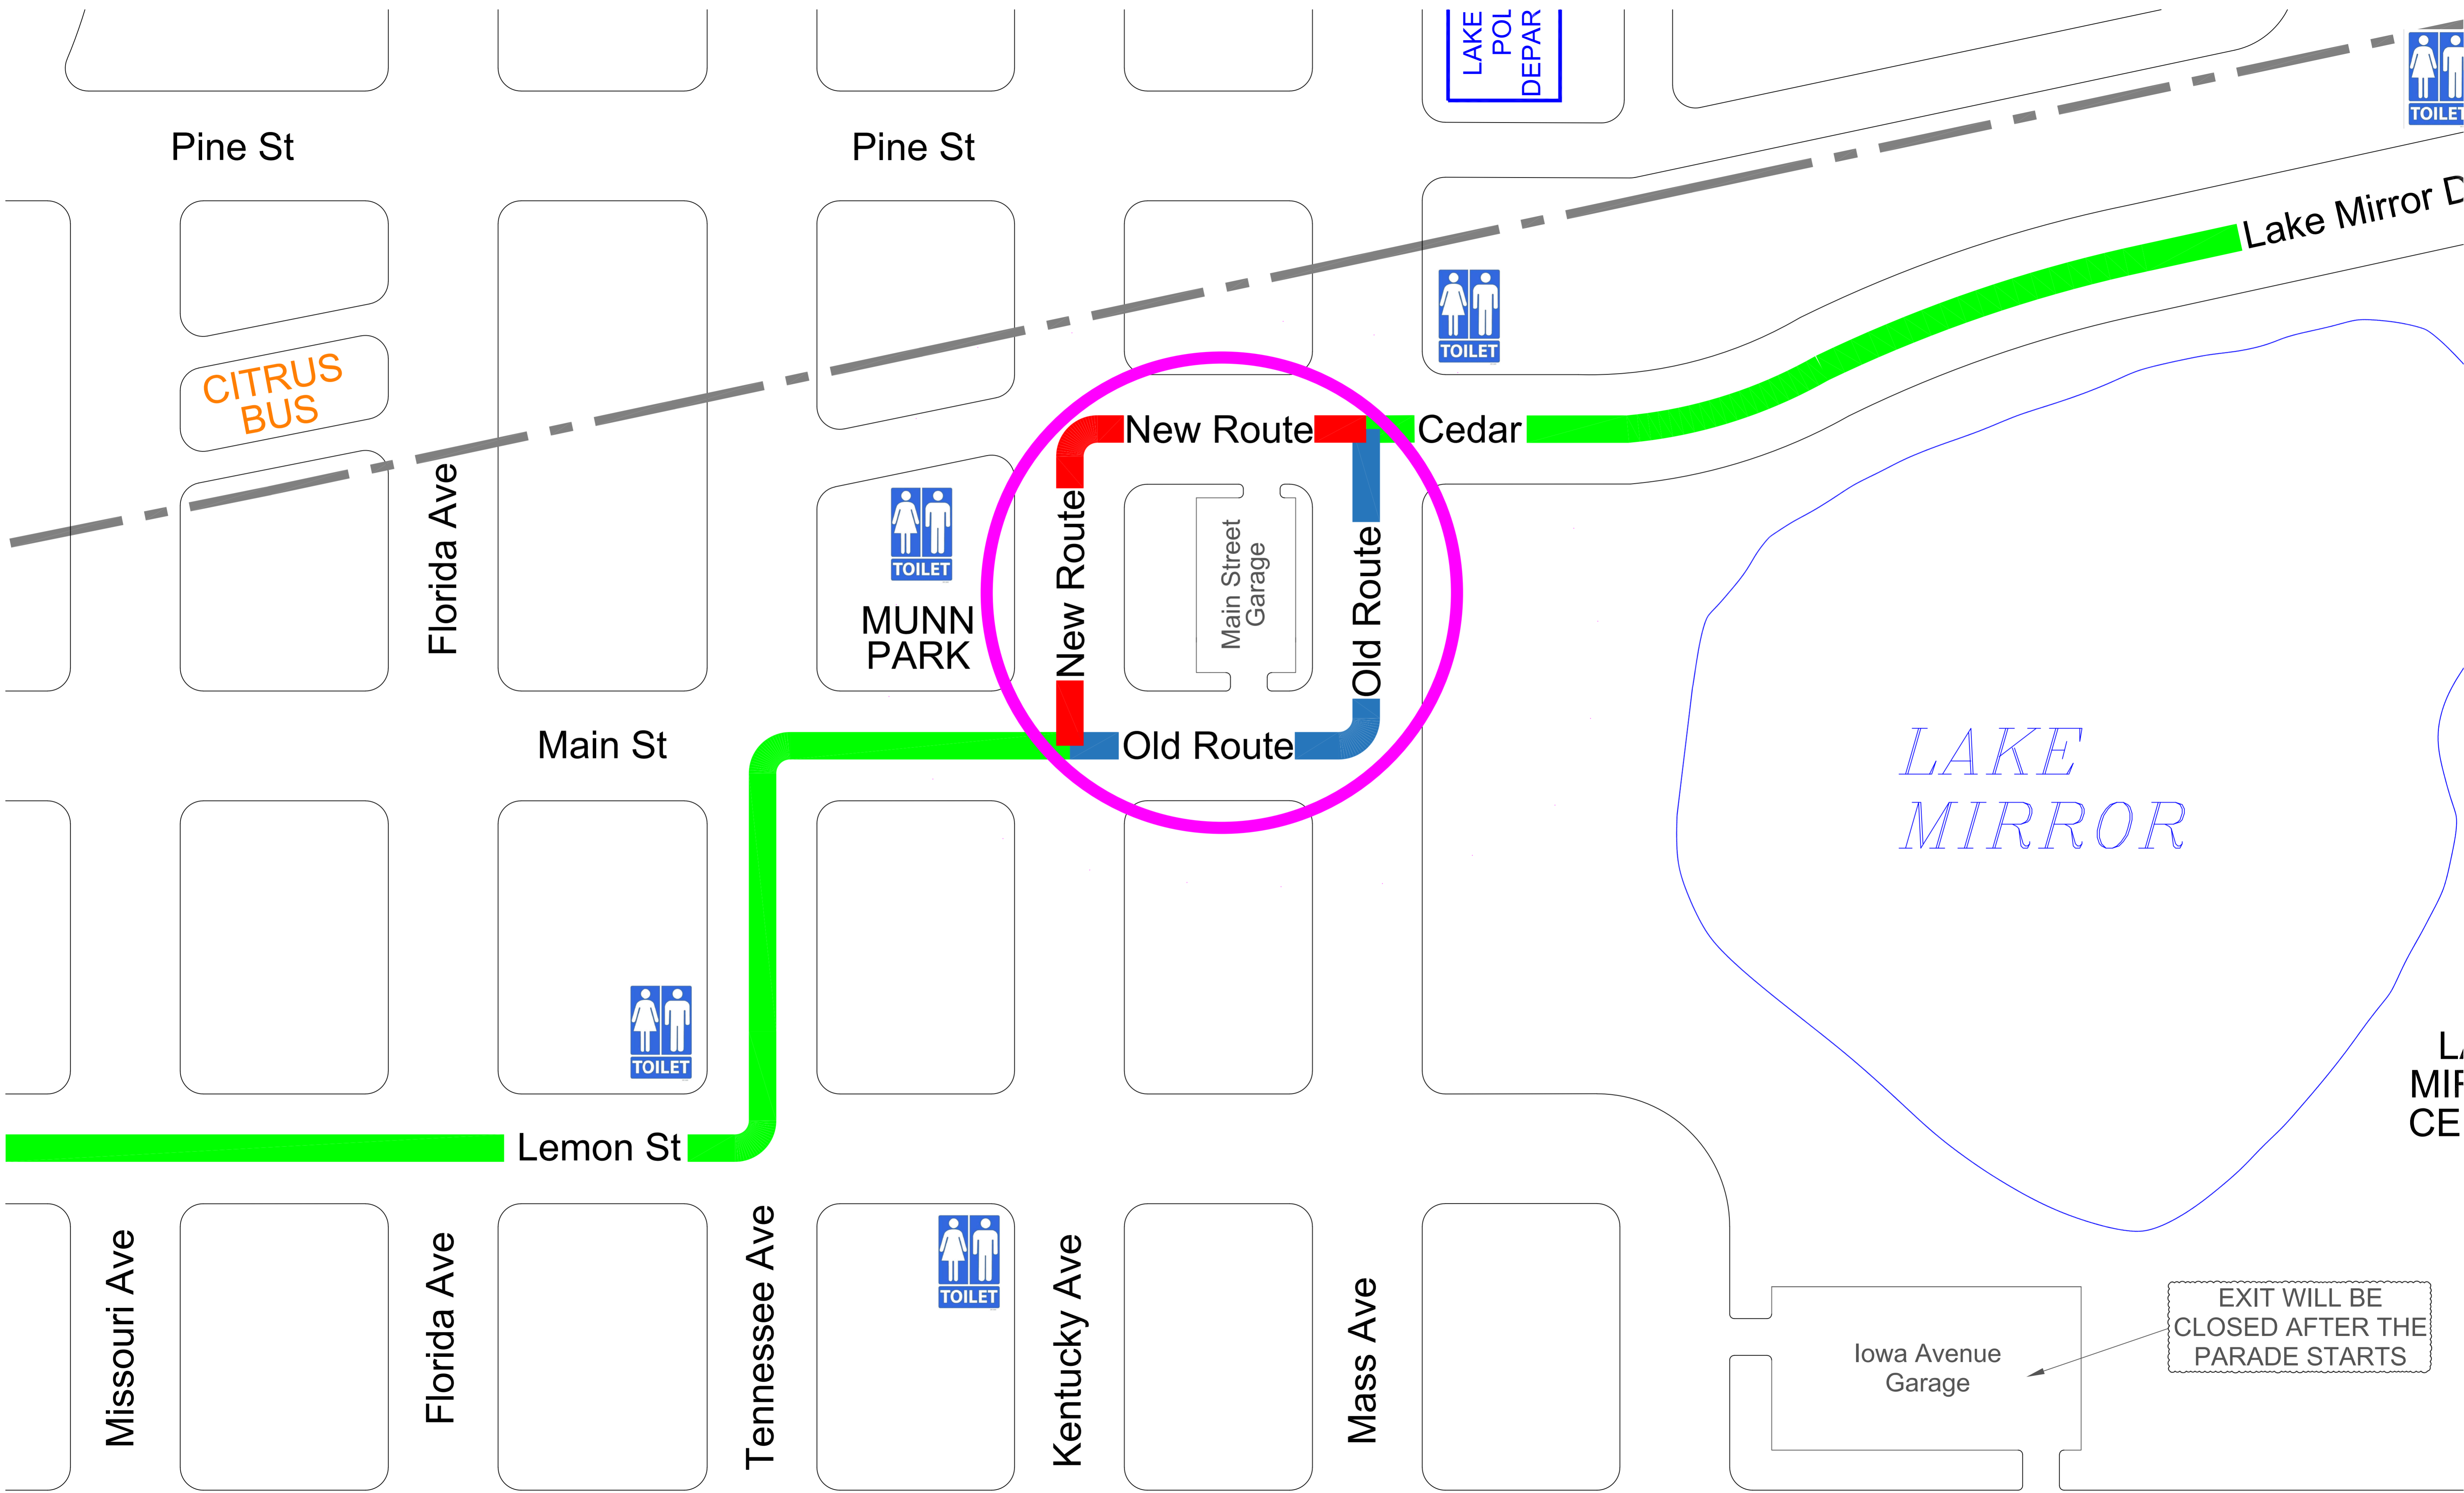 LAKE
POL
DEPAR
TOILET
Pine St
Pine St
Lake Mirror D
TOILET
CITRUS
BUS
New Route
Cedar
Florida Ave
TOILET
MUNN
PARK
New Route
Main Street
Garage
Old Route
Main St
Old Route
LAKE
MIRROR
TOILET
LA
MIR
CE
Lemon St
TOILET
Missouri Ave
Florida Ave
Tennessee Ave
Kentucky Ave
Mass Ave
Iowa Avenue
Garage
EXIT WILL BE
CLOSED AFTER THE
PARADE STARTS